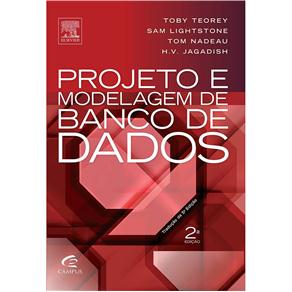 TOBY TEOREY
SAM LIGHTSTONE
TOM NADEAU
H.V. JAGADISH
ELSEVIER
PROJETO E
MODELAGEM DE
BANCO DE
DADOS
Tradução da 5ª Edição
2ª
EDIÇÃO
CAMPUS